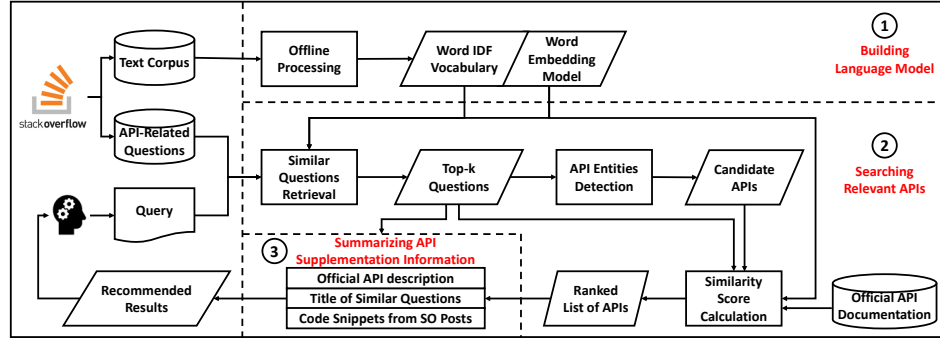 Text Corpus
stackoverflow
API-Related
Questions
Query
Recommended
Results
Offline
Processing
Word IDF
Vocabulary
Word
Embedding
Model
1
Building
Language Model
Similar
Questions
Retrieval
Top-k
Questions
API Entities
Detection
Candidate
APIs
2
Searching
Relevant APIs
3
Summarizing API
Supplementation Information
Official API description
Title of Similar Questions
Code Snippets from SO Posts
Ranked
List of APIs
Similarity
Score
Calculation
Official API
Documentation